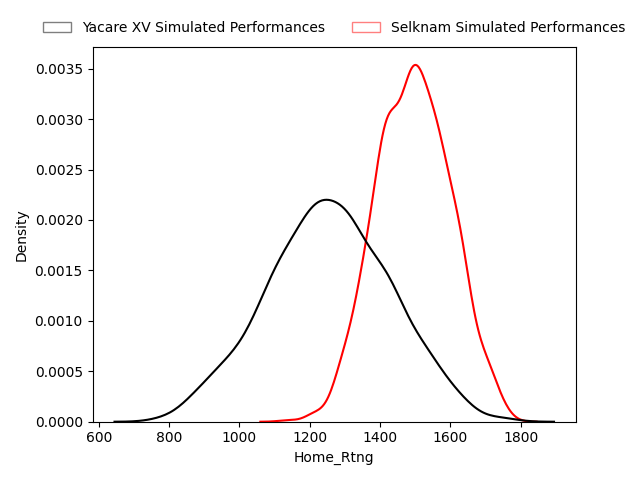 Yacare XV Simulated Performances Selknam Simulated Performances
0.0035
0.0030
0.0025
0.0020
0.0015
0.0010
0.0005
0.0000
Density
600 800 1000 1200 1400 1600 1800
Home_Rtng